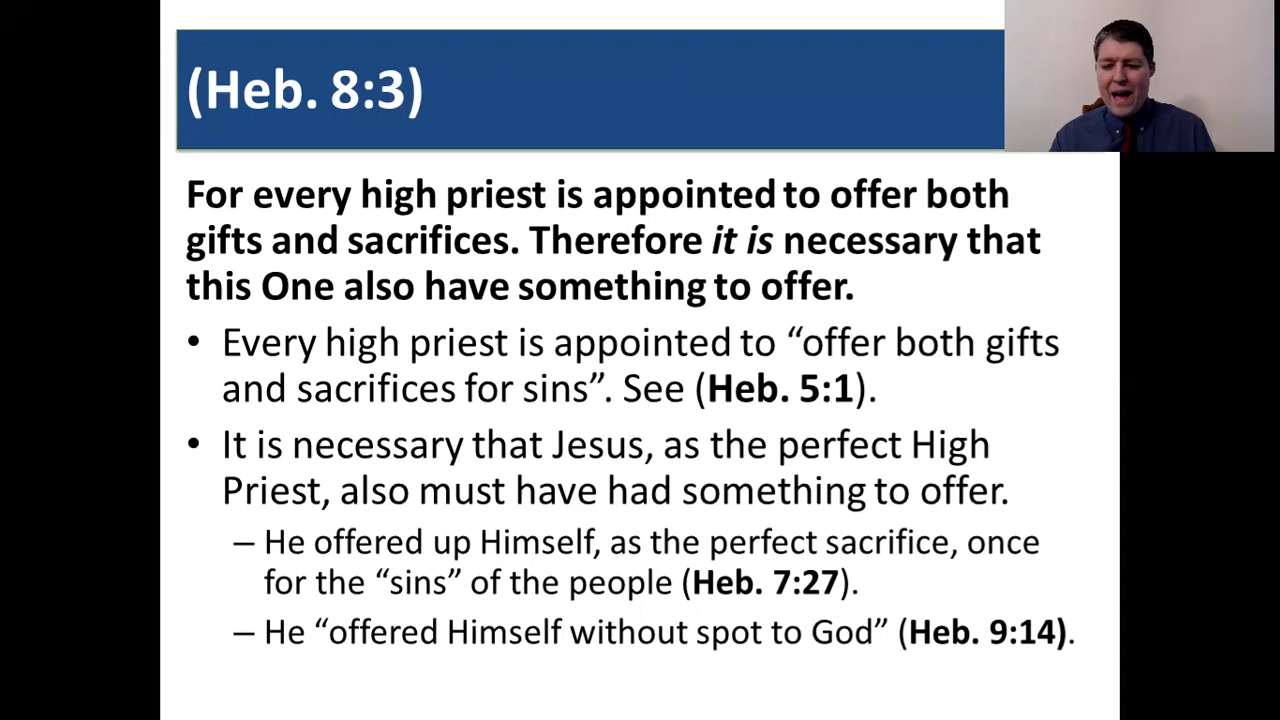 (Heb. 8:3)
For every high priest is appointed to offer both
gifts and sacrifices. Therefore it is necessary that
this One also have something to offer.
• Every high priest is appointed to “offer both gifts
and sacrifices for sins”. See (Heb. 5:1).
• It is necessary that Jesus, as the perfect High
Priest, also must have had something to offer.
– He offered up Himself, as the perfect sacrifice, once
for the “sins” of the people (Heb. 7:27).
– He “offered Himself without spot to God” (Heb. 9:14).